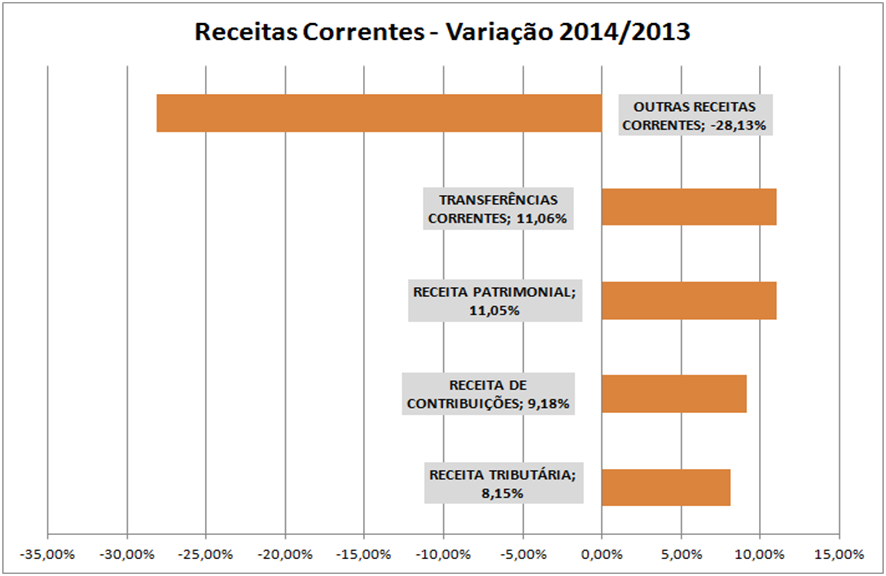 Receitas Correntes - Variação 2014/2013
OUTRAS RECEITAS
CORRENTES; -28,13%
TRANSFERÊNCIAS
CORRENTES; 11,06%
RECEITA PATRIMONIAL;
11,05%
RECEITA DE
CONTRIBUIÇÕES; 9,18%
RECEITA TRIBUTÁRIA;
8,15%
-35,00% -30,00% -25,00% -20,00% -15,00% -10,00% -5,00% 0,00% 5,00% 10,00% 15,00%